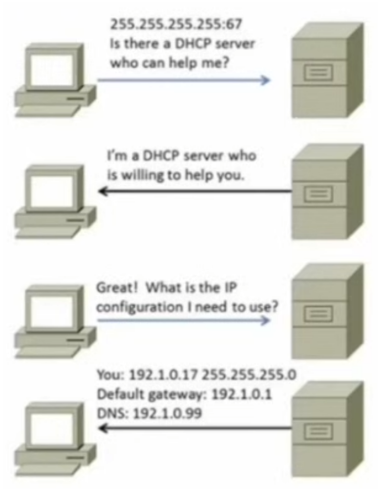 255.255.255.255:67
Is there a DHCP server
who can help me?
I'm a DHCP server who
is willing to help you.
Great! What is the IP
configuration I need to use?
You: 192.1.0.17 255.255.255.0
Default gateway: 192.1.0.1
DNS: 192.1.0.99